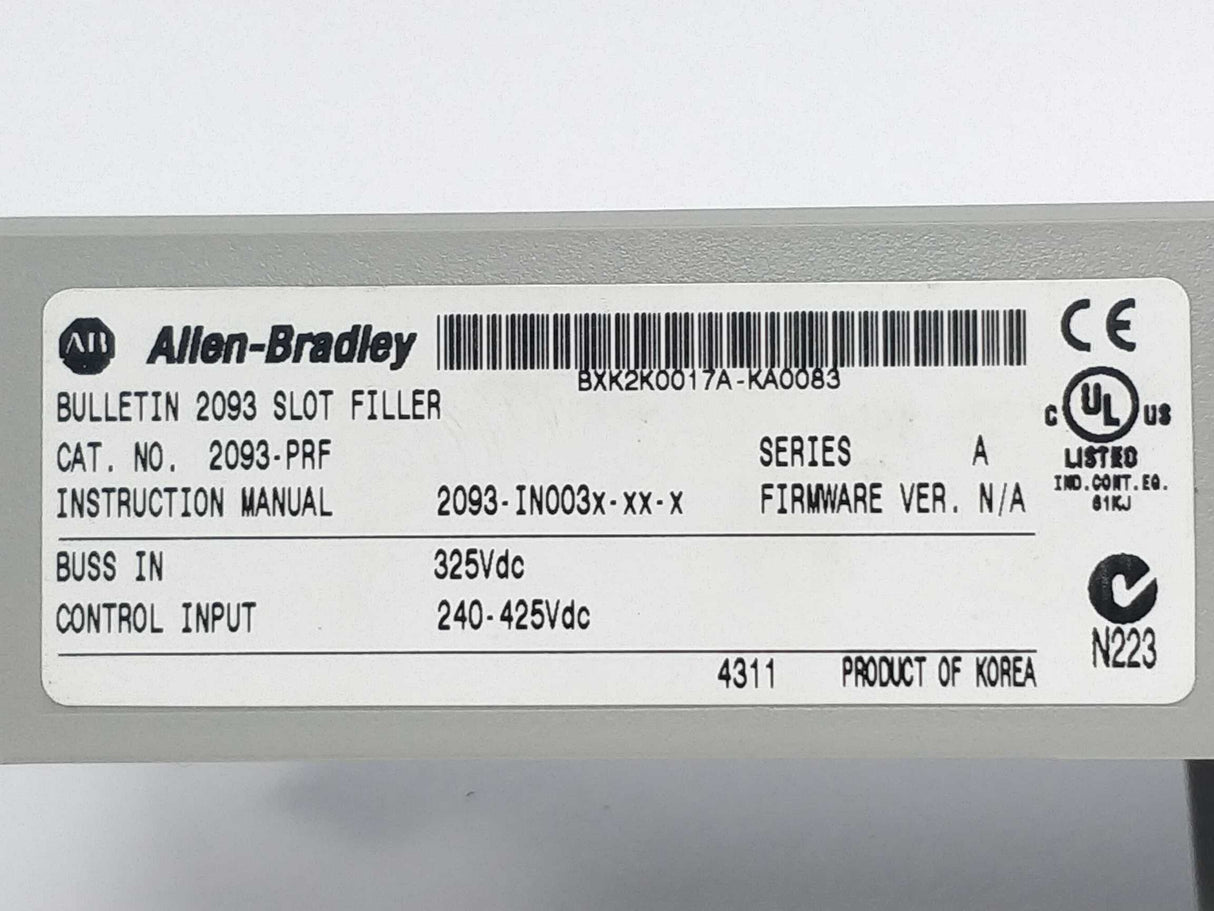 AB Allen-Bradley
BXK2K0017A-KA0083
CE
BULLETIN 2093 SLOT FILLER
C UL US
LISTED
IND.CONT.EQ.
61KJ
CAT. NO. 2093-PRF SERIES A
INSTRUCTION MANUAL 2093-IN003x-xx-x FIRMWARE VER. N/A
BUSS IN 325Vdc
CONTROL INPUT 240-425Vdc
N223
4311 PRODUCT OF KOREA